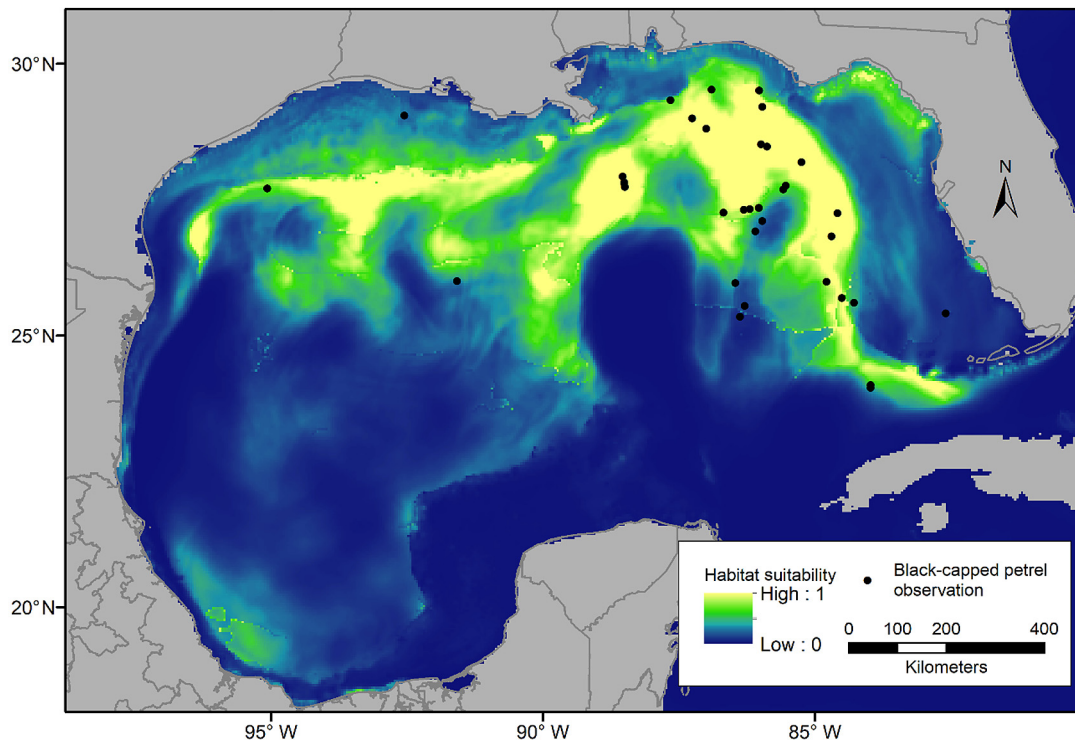 30° N
25° N
20° N
95° W
90° W
85° W
N
Habitat suitability
High : 1
Low : 0
Black-capped petrel
observation
0 100 200 400
Kilometers